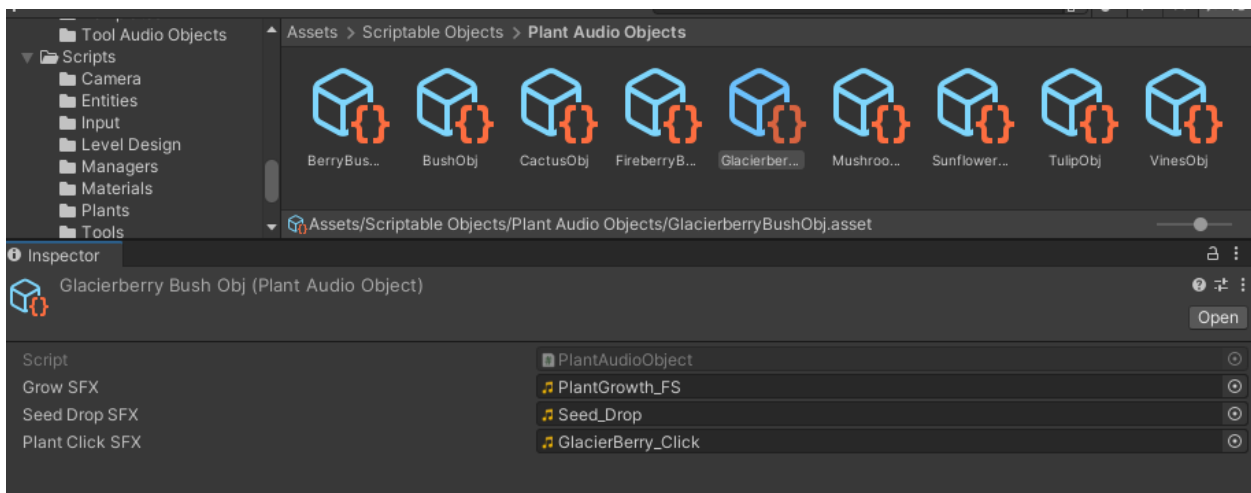 Tool Audio Objects
Scripts
Camera
Entities
Input
Level Design
Managers
Materials
Plants
Tools
Assets > Scriptable Objects > Plant Audio Objects
BerryBus... BushObj CactusObj FireberryB... Glacierber... Mushroo... Sunflower... TulipObj VinesObj
Assets/Scriptable Objects/Plant Audio Objects/GlacierberryBushObj.asset
Inspector
Glacierberry Bush Obj (Plant Audio Object)
Open
Script PlantAudioObject
Grow SFX PlantGrowth_FS
Seed Drop SFX Seed_Drop
Plant Click SFX GlacierBerry_Click